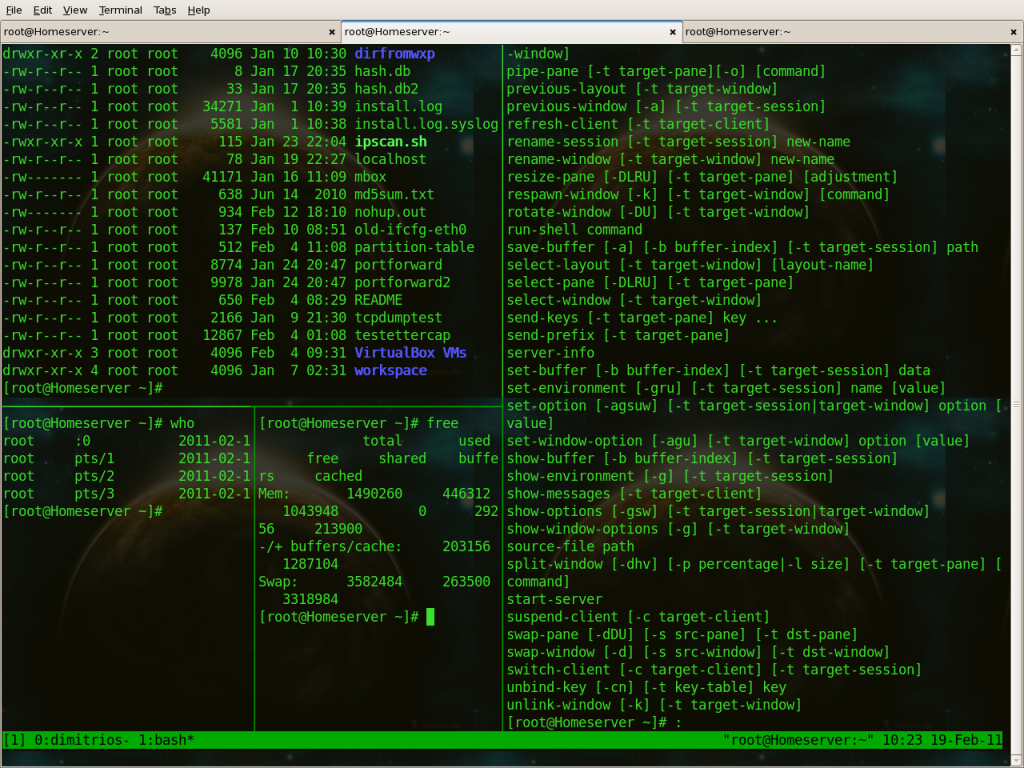 File Edit View Terminal Tabs Help
root@Homeserver:~ × root@Homeserver:~ × root@Homeserver:~ ×
drwxr-xr-x 2 root root 4096 Jan 10 10:30 dirfromwxp
-rw-r--r-- 1 root root 8 Jan 17 20:35 hash.db
-rw-r--r-- 1 root root 33 Jan 17 20:35 hash.db2
-rw-r--r-- 1 root root 34271 Jan 1 10:39 install.log
-rw-r--r-- 1 root root 5581 Jan 1 10:38 install.log.syslog
-rwxr-xr-x 1 root root 115 Jan 23 22:04 ipscan.sh
-rw-r--r-- 1 root root 78 Jan 19 22:27 localhost
-rw------- 1 root root 41171 Jan 16 11:09 mbox
-rw-r--r-- 1 root root 638 Jun 14 2010 md5sum.txt
-rw------- 1 root root 934 Feb 12 18:10 nohup.out
-rw-r--r-- 1 root root 137 Feb 10 08:51 old-ifcfg-eth0
-rw-r--r-- 1 root root 512 Feb 4 11:08 partition-table
-rw-r--r-- 1 root root 8774 Jan 24 20:47 portforward
-rw-r--r-- 1 root root 9978 Jan 24 20:47 portforward2
-rw-r--r-- 1 root root 650 Feb 4 08:29 README
-rw-r--r-- 1 root root 2166 Jan 9 21:30 tcpdumptest
-rw-r--r-- 1 root root 12867 Feb 4 01:08 testettercap
drwxr-xr-x 3 root root 4096 Feb 4 09:31 VirtualBox VMs
drwxr-xr-x 4 root root 4096 Jan 7 02:31 workspace
[root@Homeserver ~]#
[root@Homeserver ~]# who
root :0 2011-02-1
root pts/1 2011-02-1
root pts/2 2011-02-1
root pts/3 2011-02-1
[root@Homeserver ~]#
[root@Homeserver ~]# free
total used
free shared buffe
rs cached
Mem: 1490260 446312
1043948 0 292
56 213900
-/+ buffers/cache: 203156
1287104
Swap: 3582484 263500
3318984
[root@Homeserver ~]#
-window]
pipe-pane [-t target-pane][-o] [command]
previous-layout [-t target-window]
previous-window [-a] [-t target-session]
refresh-client [-t target-client]
rename-session [-t target-session] new-name
rename-window [-t target-window] new-name
resize-pane [-DLRU] [-t target-pane] [adjustment]
respawn-window [-k] [-t target-window] [command]
rotate-window [-DU] [-t target-window]
run-shell command
save-buffer [-a] [-b buffer-index] [-t target-session] path
select-layout [-t target-window] [layout-name]
select-pane [-DLRU] [-t target-pane]
select-window [-t target-window]
send-keys [-t target-pane] key ...
send-prefix [-t target-pane]
server-info
set-buffer [-b buffer-index] [-t target-session] data
set-environment [-gru] [-t target-session] name [value]
set-option [-agsuw] [-t target-session|target-window] option [
value]
set-window-option [-agu] [-t target-window] option [value]
show-buffer [-b buffer-index] [-t target-session]
show-environment [-g] [-t target-session]
show-messages [-t target-client]
show-options [-gsw] [-t target-session|target-window]
show-window-options [-g] [-t target-window]
source-file path
split-window [-dhv] [-p percentage|-l size] [-t target-pane] [
command]
start-server
suspend-client [-c target-client]
swap-pane [-dDU] [-s src-pane] [-t dst-pane]
swap-window [-d] [-s src-window] [-t dst-window]
switch-client [-c target-client] [-t target-session]
unbind-key [-cn] [-t key-table] key
unlink-window [-k] [-t target-window]
[root@Homeserver ~]# :
[1] 0:dimitrios- 1:bash* "root@Homeserver:~" 10:23 19-Feb-11